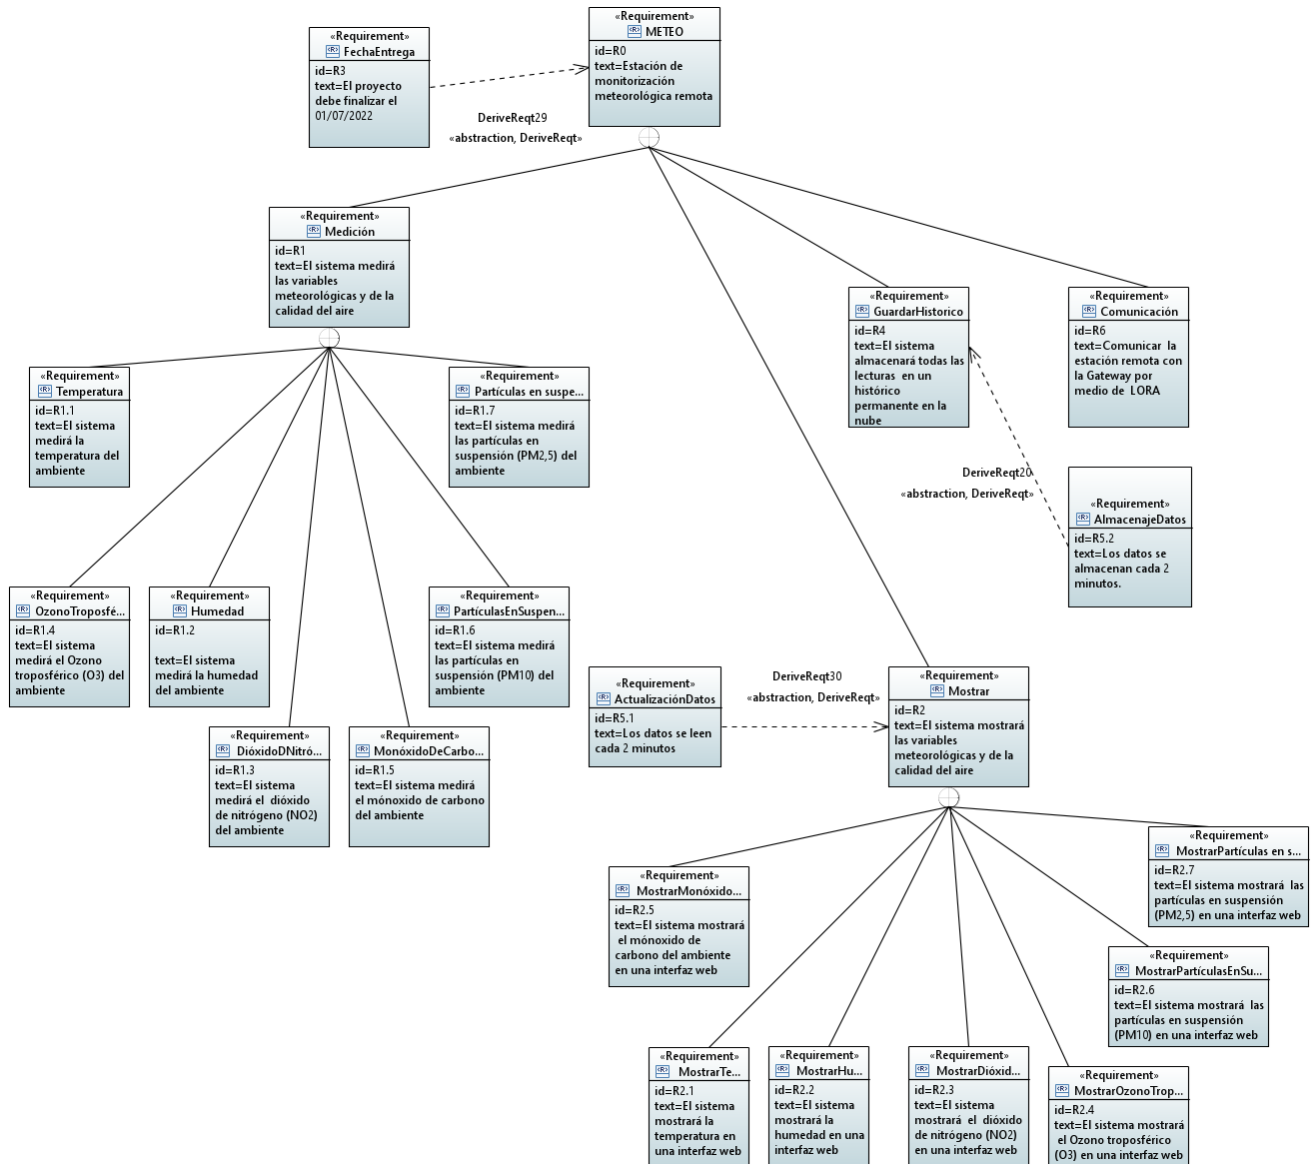 «Requirement»
METEO
id=R0
text=Estación de
monitorización
meteorológica remota
«Requirement»
FechaEntrega
id=R3
text=El proyecto
debe finalizar el
01/07/2022
DeriveReqt29
«abstraction, DeriveReqt»
«Requirement»
Medición
id=R1
text=El sistema medirá
las variables
meteorológicas y de la
calidad del aire
«Requirement»
GuardarHistorico
id=R4
text=El sistema
almacenará todas las
lecturas en un
histórico
permanente en la
nube
«Requirement»
Comunicación
id=R6
text=Comunicar la
estación remota con
la Gateway por
medio de LORA
«Requirement»
Temperatura
id=R1.1
text=El sistema
medirá la
temperatura del
ambiente
«Requirement»
Partículas en suspe...
id=R1.7
text=El sistema medirá
las partículas en
suspensión (PM2,5) del
ambiente
DeriveReqt20
«abstraction, DeriveReqt»
«Requirement»
AlmacenajeDatos
id=R5.2
text=Los datos se
almacenan cada 2
minutos.
«Requirement»
OzonoTroposfé...
id=R1.4
text=El sistema
medirá el Ozono
troposférico (O3) del
ambiente
«Requirement»
Humedad
id=R1.2
text=El sistema
medirá la humedad
del ambiente
«Requirement»
PartículasEnSuspen...
id=R1.6
text=El sistema medirá
las partículas en
suspensión (PM10) del
ambiente
«Requirement»
DióxidoDNitró...
id=R1.3
text=El sistema
medirá el dióxido
de nitrógeno (NO2)
del ambiente
«Requirement»
MonóxidoDeCarbo...
id=R1.5
text=El sistema medirá
el mónoxido de carbono
del ambiente
«Requirement»
ActualizaciónDatos
id=R5.1
text=Los datos se leen
cada 2 minutos
DeriveReqt30
«abstraction, DeriveReqt»
«Requirement»
Mostrar
id=R2
text=El sistema mostrará
las variables
meteorológicas y de la
calidad del aire
«Requirement»
MostrarMonóxido...
id=R2.5
text=El sistema mostrará
el mónoxido de
carbono del ambiente
en una interfaz web
«Requirement»
MostrarPartículas en s...
id=R2.7
text=El sistema mostrará las
partículas en suspensión
(PM2,5) en una interfaz web
«Requirement»
MostrarPartículasEnSu...
id=R2.6
text=El sistema mostrará las
partículas en suspensión
(PM10) en una interfaz web
«Requirement»
MostrarTe...
id=R2.1
text=El sistema
mostrará la
temperatura en
una interfaz web
«Requirement»
MostrarHu...
id=R2.2
text=El sistema
mostrará la
humedad en una
interfaz web
«Requirement»
MostrarDióxid...
id=R2.3
text=El sistema
mostrará el dióxido
de nitrógeno (NO2)
en una interfaz web
«Requirement»
MostrarOzonoTrop...
id=R2.4
text=El sistema mostrará
el Ozono troposférico
(O3) en una interfaz web